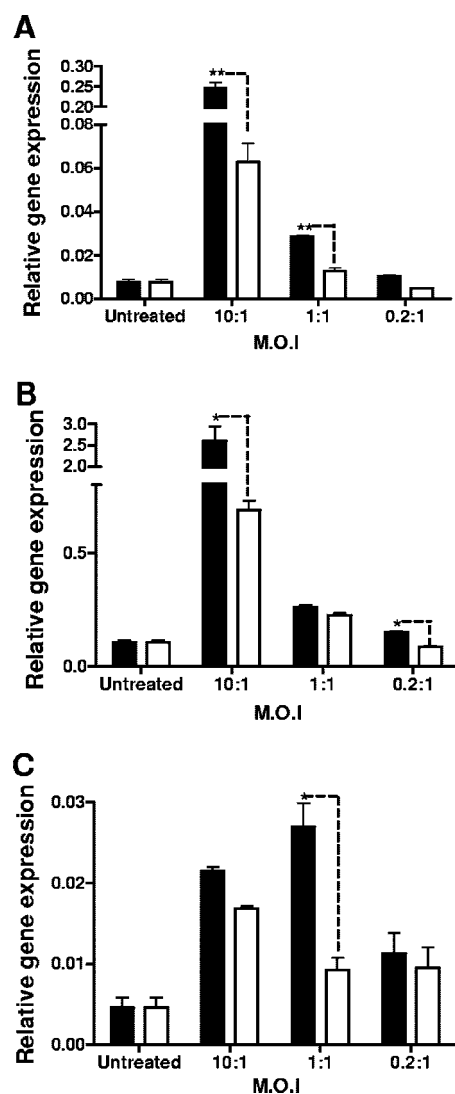 A
Relative gene expression
0.30
0.25
0.20
0.08
0.06
0.04
0.02
0.00
**
**
Untreated 10:1 1:1 0.2:1
M.O.I
B
Relative gene expression
3.0
2.5
2.0
0.5
0.0
*
*
Untreated 10:1 1:1 0.2:1
M.O.I
C
Relative gene expression
0.03
0.02
0.01
0.00
*
Untreated 10:1 1:1 0.2:1
M.O.I